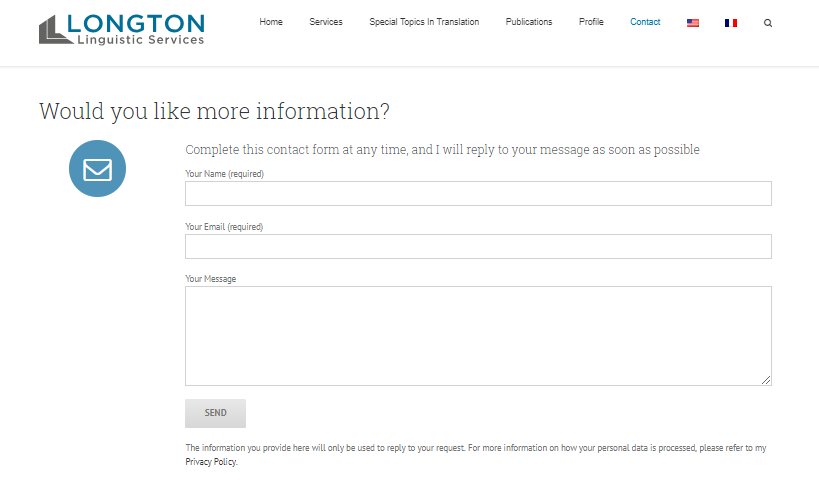 LONGTON
Linguistic Services
Home Services Special Topics In Translation Publications Profile Contact
Would you like more information?
Complete this contact form at any time, and I will reply to your message as soon as possible
Your Name (required)
Your Email (required)
Your Message
SEND
The information you provide here will only be used to reply to your request. For more information on how your personal data is processed, please refer to my
Privacy Policy.